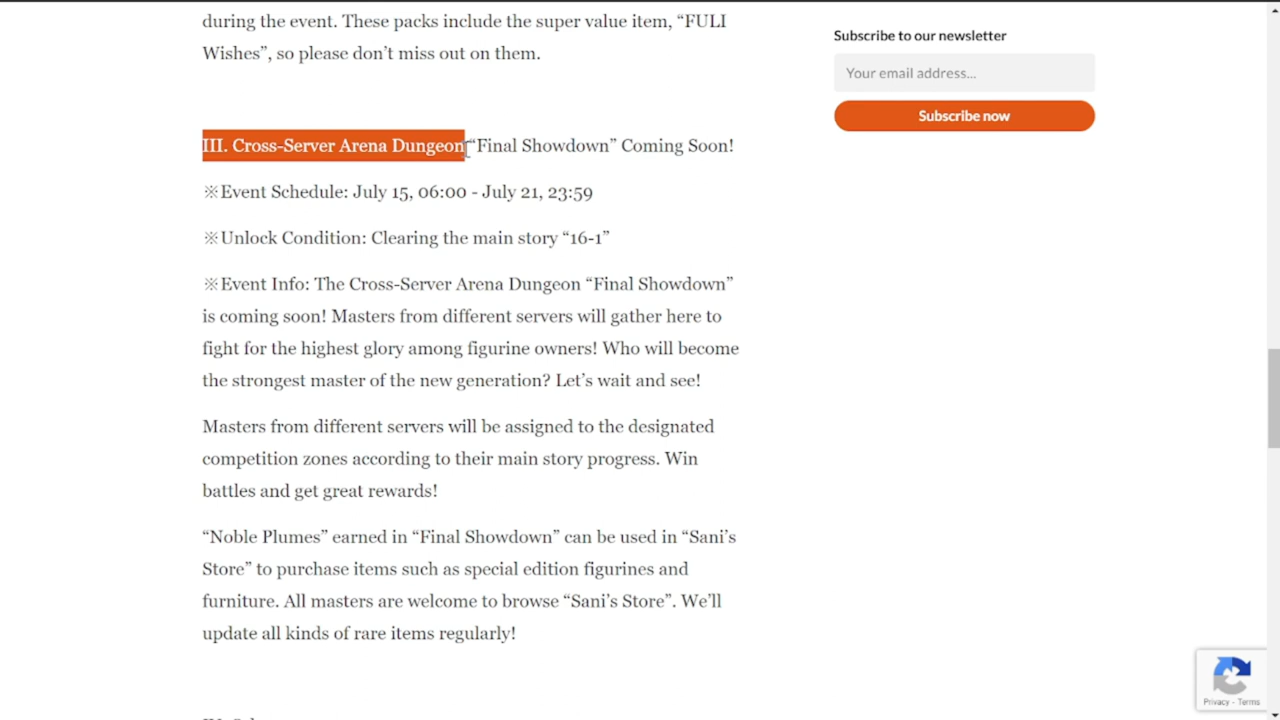 during the event. These packs include the super value item, “FULI
Wishes”, so please don’t miss out on them.
III. Cross-Server Arena Dungeon “Final Showdown” Coming Soon!
※Event Schedule: July 15, 06:00 - July 21, 23:59
※Unlock Condition: Clearing the main story “16-1”
※Event Info: The Cross-Server Arena Dungeon “Final Showdown”
is coming soon! Masters from different servers will gather here to
fight for the highest glory among figurine owners! Who will become
the strongest master of the new generation? Let’s wait and see!
Masters from different servers will be assigned to the designated
competition zones according to their main story progress. Win
battles and get great rewards!
“Noble Plumes” earned in “Final Showdown” can be used in “Sani’s
Store” to purchase items such as special edition figurines and
furniture. All masters are welcome to browse “Sani’s Store”. We’ll
update all kinds of rare items regularly!
Subscribe to our newsletter
Your email address...
Subscribe now
Privacy - Terms